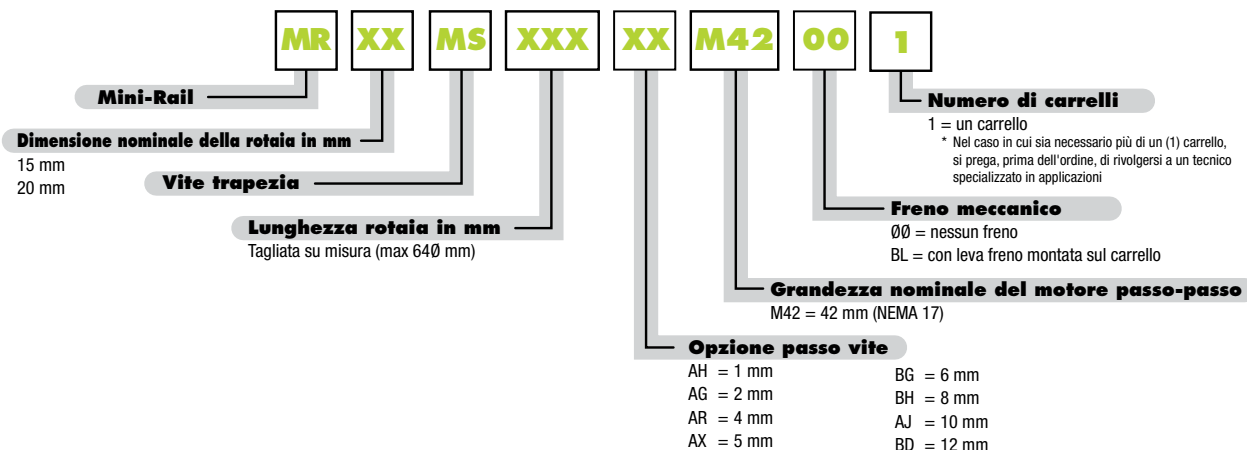 MR XX MS XXX XX M42 00 1
Mini-Rail
Numero di carrelli
1 = un carrello
* Nel caso in cui sia necessario più di un (1) carrello,
si prega, prima dell'ordine, di rivolgersi a un tecnico
specializzato in applicazioni
Dimensione nominale della rotaia in mm
15 mm
20 mm
Vite trapezia
Freno meccanico
ØØ = nessun freno
BL = con leva freno montata sul carrello
Lunghezza rotaia in mm
Tagliata su misura (max 64Ø mm)
Grandezza nominale del motore passo-passo
M42 = 42 mm (NEMA 17)
Opzione passo vite
AH = 1 mm
AG = 2 mm
AR = 4 mm
AX = 5 mm
BG = 6 mm
BH = 8 mm
AJ = 10 mm
BD = 12 mm